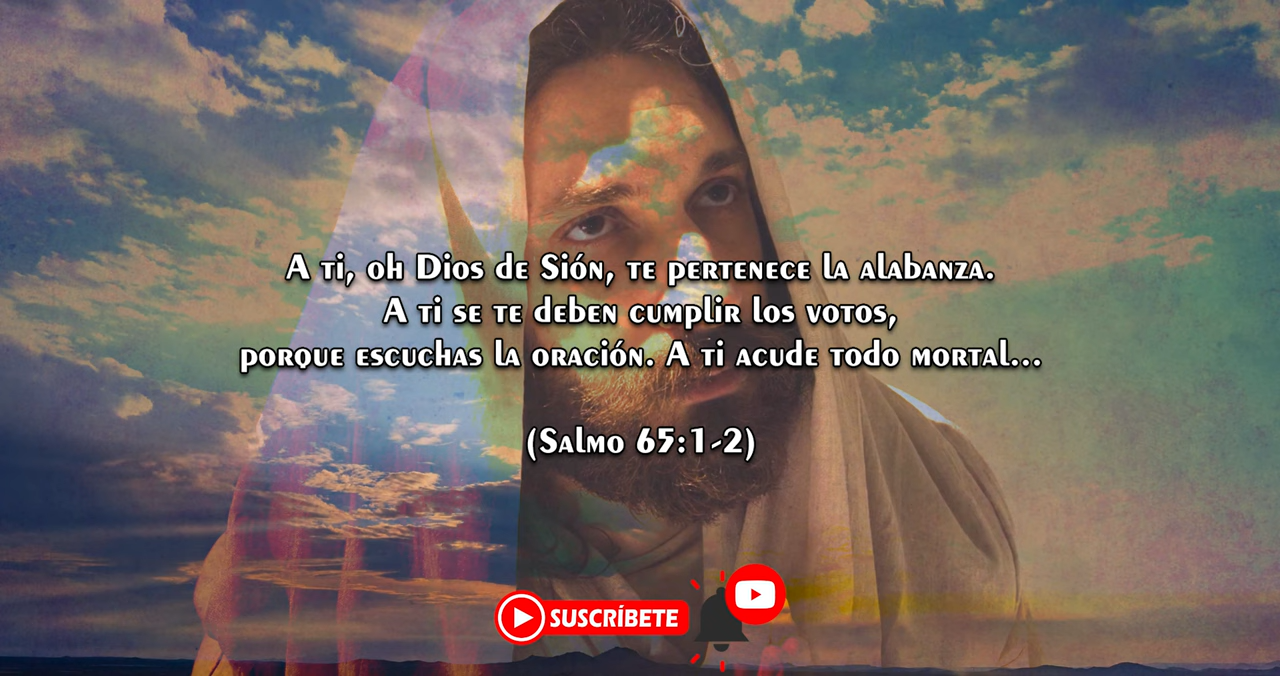 A ti, oh Dios de Sión, te pertenece la alabanza.
A ti se te deben cumplir los votos,
porque escuchas la oración. A ti acude todo mortal...
(Salmo 65:1-2)
SUSCRÍBETE